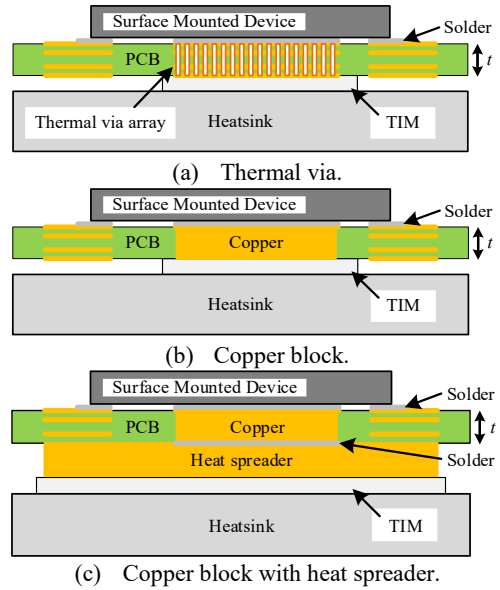 Surface Mounted Device
Solder
PCB
t
Thermal via array
Heatsink
TIM
(a) Thermal via.
Surface Mounted Device
Solder
PCB
Copper
t
Heatsink
TIM
(b) Copper block.
Surface Mounted Device
Solder
PCB
Copper
t
Heat spreader
Solder
TIM
Heatsink
(c) Copper block with heat spreader.